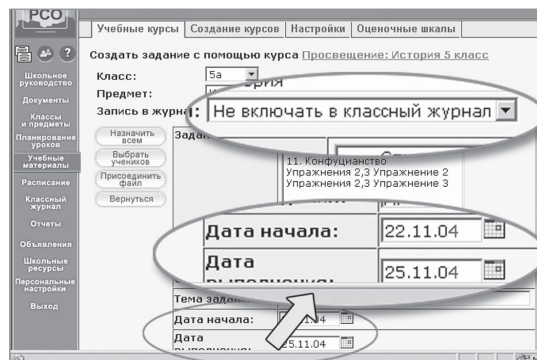 РСО
Учебные курсы Создание курсов Настройки Оценочные шкалы
Создать задание с помощью курса Просвещение: История 5 класс
Школьное руководство
Документы
Классы и предметы
Планирование уроков
Учебные материалы
Расписание
Классный журнал
Отчеты
Объявления
Школьные ресурсы
Персональные настройки
Выход
Класс: 5а
Предмет:
Запись в
Не включать в классный журнал
Назначить всем
Выбрать учеников
Присоединить файл
Вернуться
11. Конфуцианство
Упражнения 2,3 Упражнение 2
Упражнения 2,3 Упражнение 3
Дата начала: 22.11.04
Дата 25.11.04
Тема
Дата начала:
Дата 25.11.04